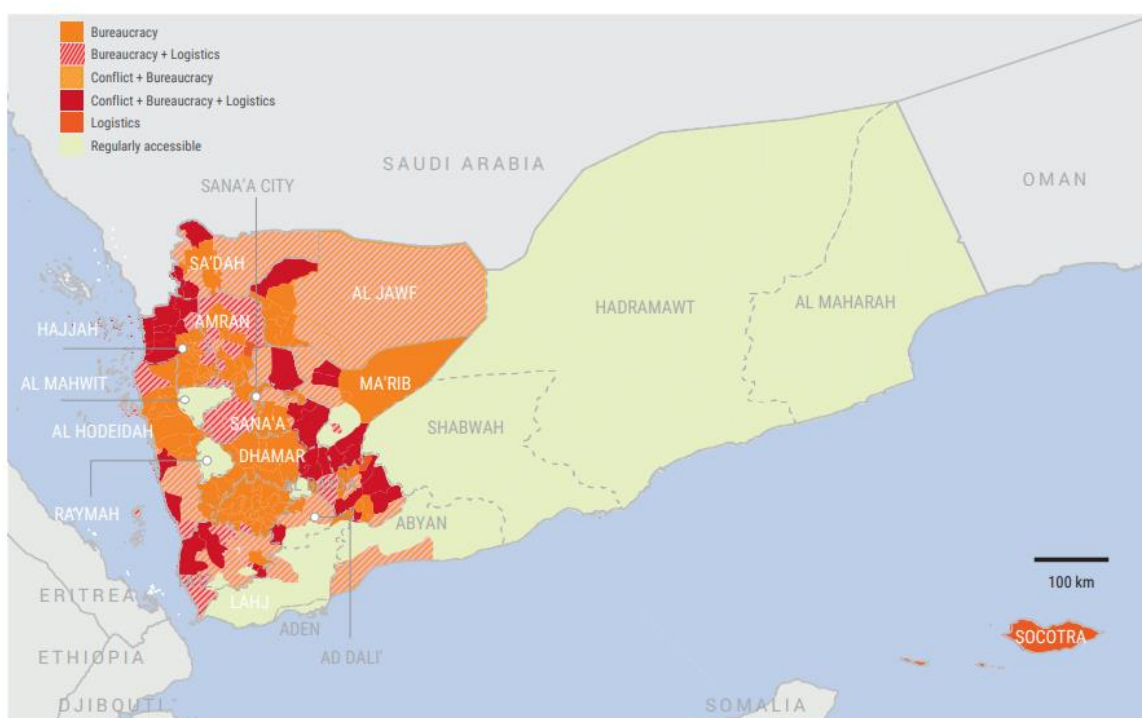 Bureaucracy
Bureaucracy + Logistics
Conflict + Bureaucracy
Conflict + Bureaucracy + Logistics
Logistics
Regularly accessible
SAUDI ARABIA
SANA'A CITY
OMAN
SA'DAH
AL JAWF
HADRAMAWT
AL MAHARAH
AMRAN
HAJJAH
AL MAHWIT
MA'RIB
SANA'A
SHABWAH
AL HODEIDAH
DHAMAR
RAYMAH
ABYAN
100 km
ERITREA
LAHJ
ADEN
SOCOTRA
ETHIOPIA
AD DALI'
DJIBOUTI
SOMALIA